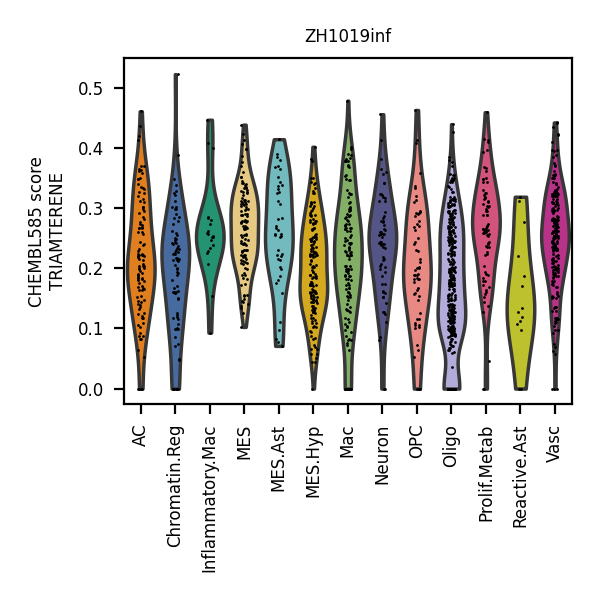 ZH1019inf
CHEMBL585 score
TRIAMTERENE
0.5
0.4
0.3
0.2
0.1
0.0
AC
Chromatin.Reg
Inflammatory.Mac
MES
MES.Ast
MES.Hyp
Mac
Neuron
OPC
Oligo
Prolif.Metab
Reactive.Ast
Vasc